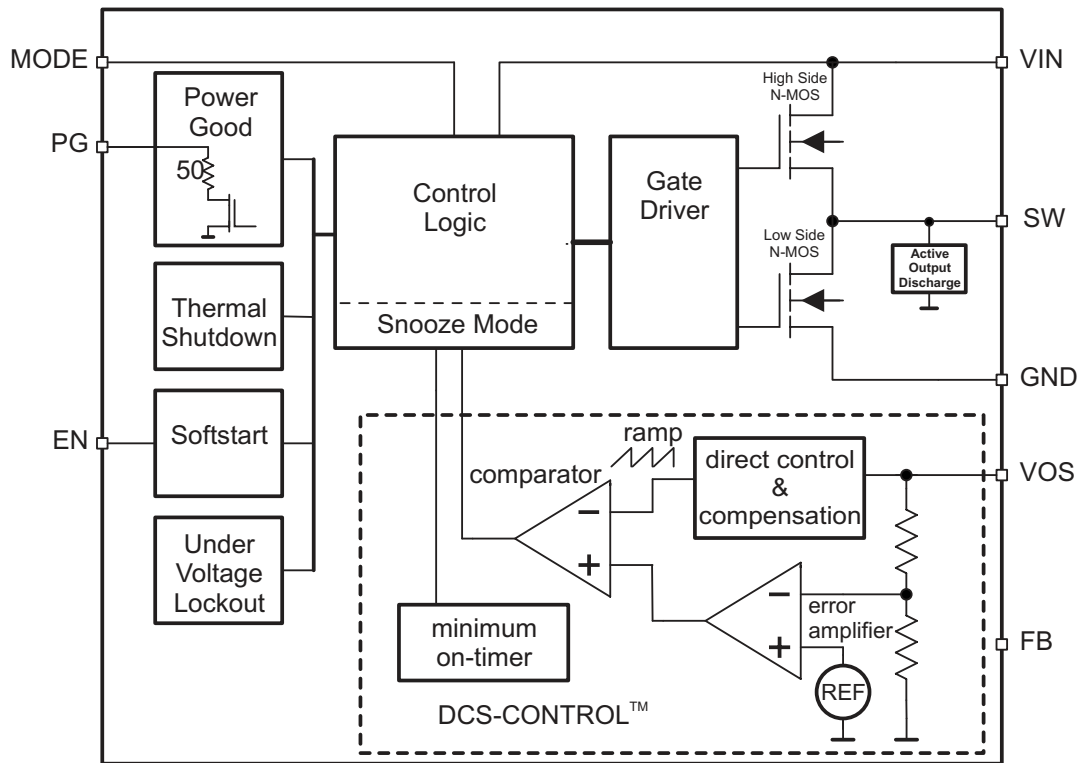 MODE
VIN
PG
Power
Good
50
High Side
N-MOS
Control
Logic
Gate
Driver
SW
Low Side
N-MOS
Active
Output
Discharge
Thermal
Shutdown
Snooze Mode
GND
EN
Softstart
ramp
comparator
direct control
&
compensation
VOS
−
+
Under
Voltage
Lockout
−
+
error
amplifier
minimum
on-timer
FB
REF
DCS-CONTROL™